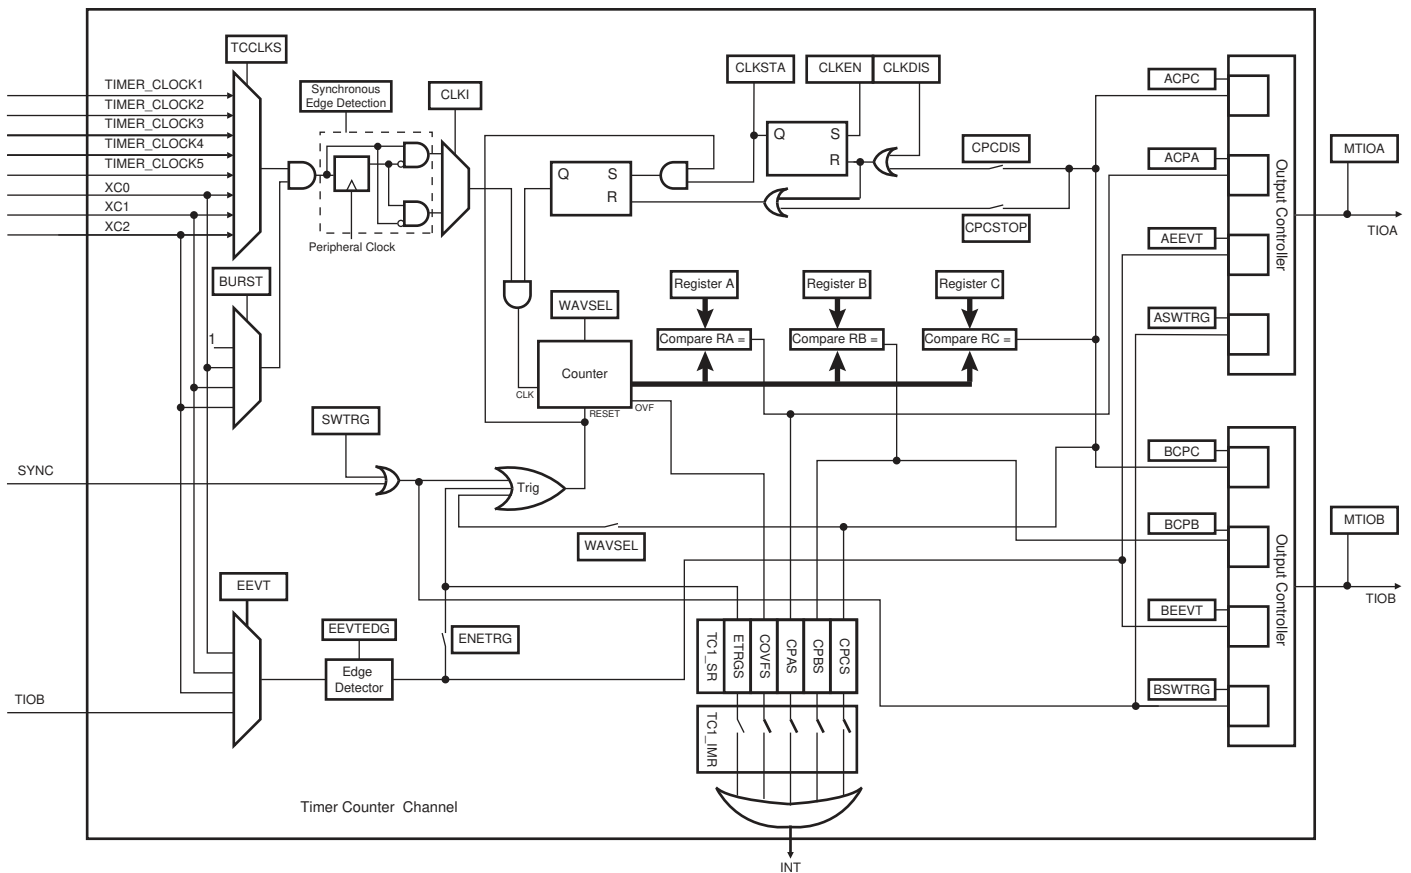 TCCLKS
TIMER_CLOCK1
TIMER_CLOCK2
TIMER_CLOCK3
TIMER_CLOCK4
TIMER_CLOCK5
XC0
XC1
XC2
Synchronous
Edge Detection
CLKI
Peripheral Clock
BURST
1
CLKSTA
CLKEN
CLKDIS
Q
S
R
Q
S
R
CPCDIS
CPCSTOP
ACPC
ACPA
AEEVT
ASWTRG
Output Controller
MTIOA
TIOA
WAVSEL
Counter
CLK
RESET
OVF
Register A
Register B
Register C
Compare RA =
Compare RB =
Compare RC =
SWTRG
SYNC
Trig
WAVSEL
BCPC
BCPB
BEEVT
BSWTRG
Output Controller
MTIOB
TIOB
EEVT
EEVTEDG
Edge
Detector
ENETRG
TIOB
TC1_SR
ETRGS
COVFS
CPAS
CPBS
CPCS
TC1_IMR
Timer Counter Channel
INT